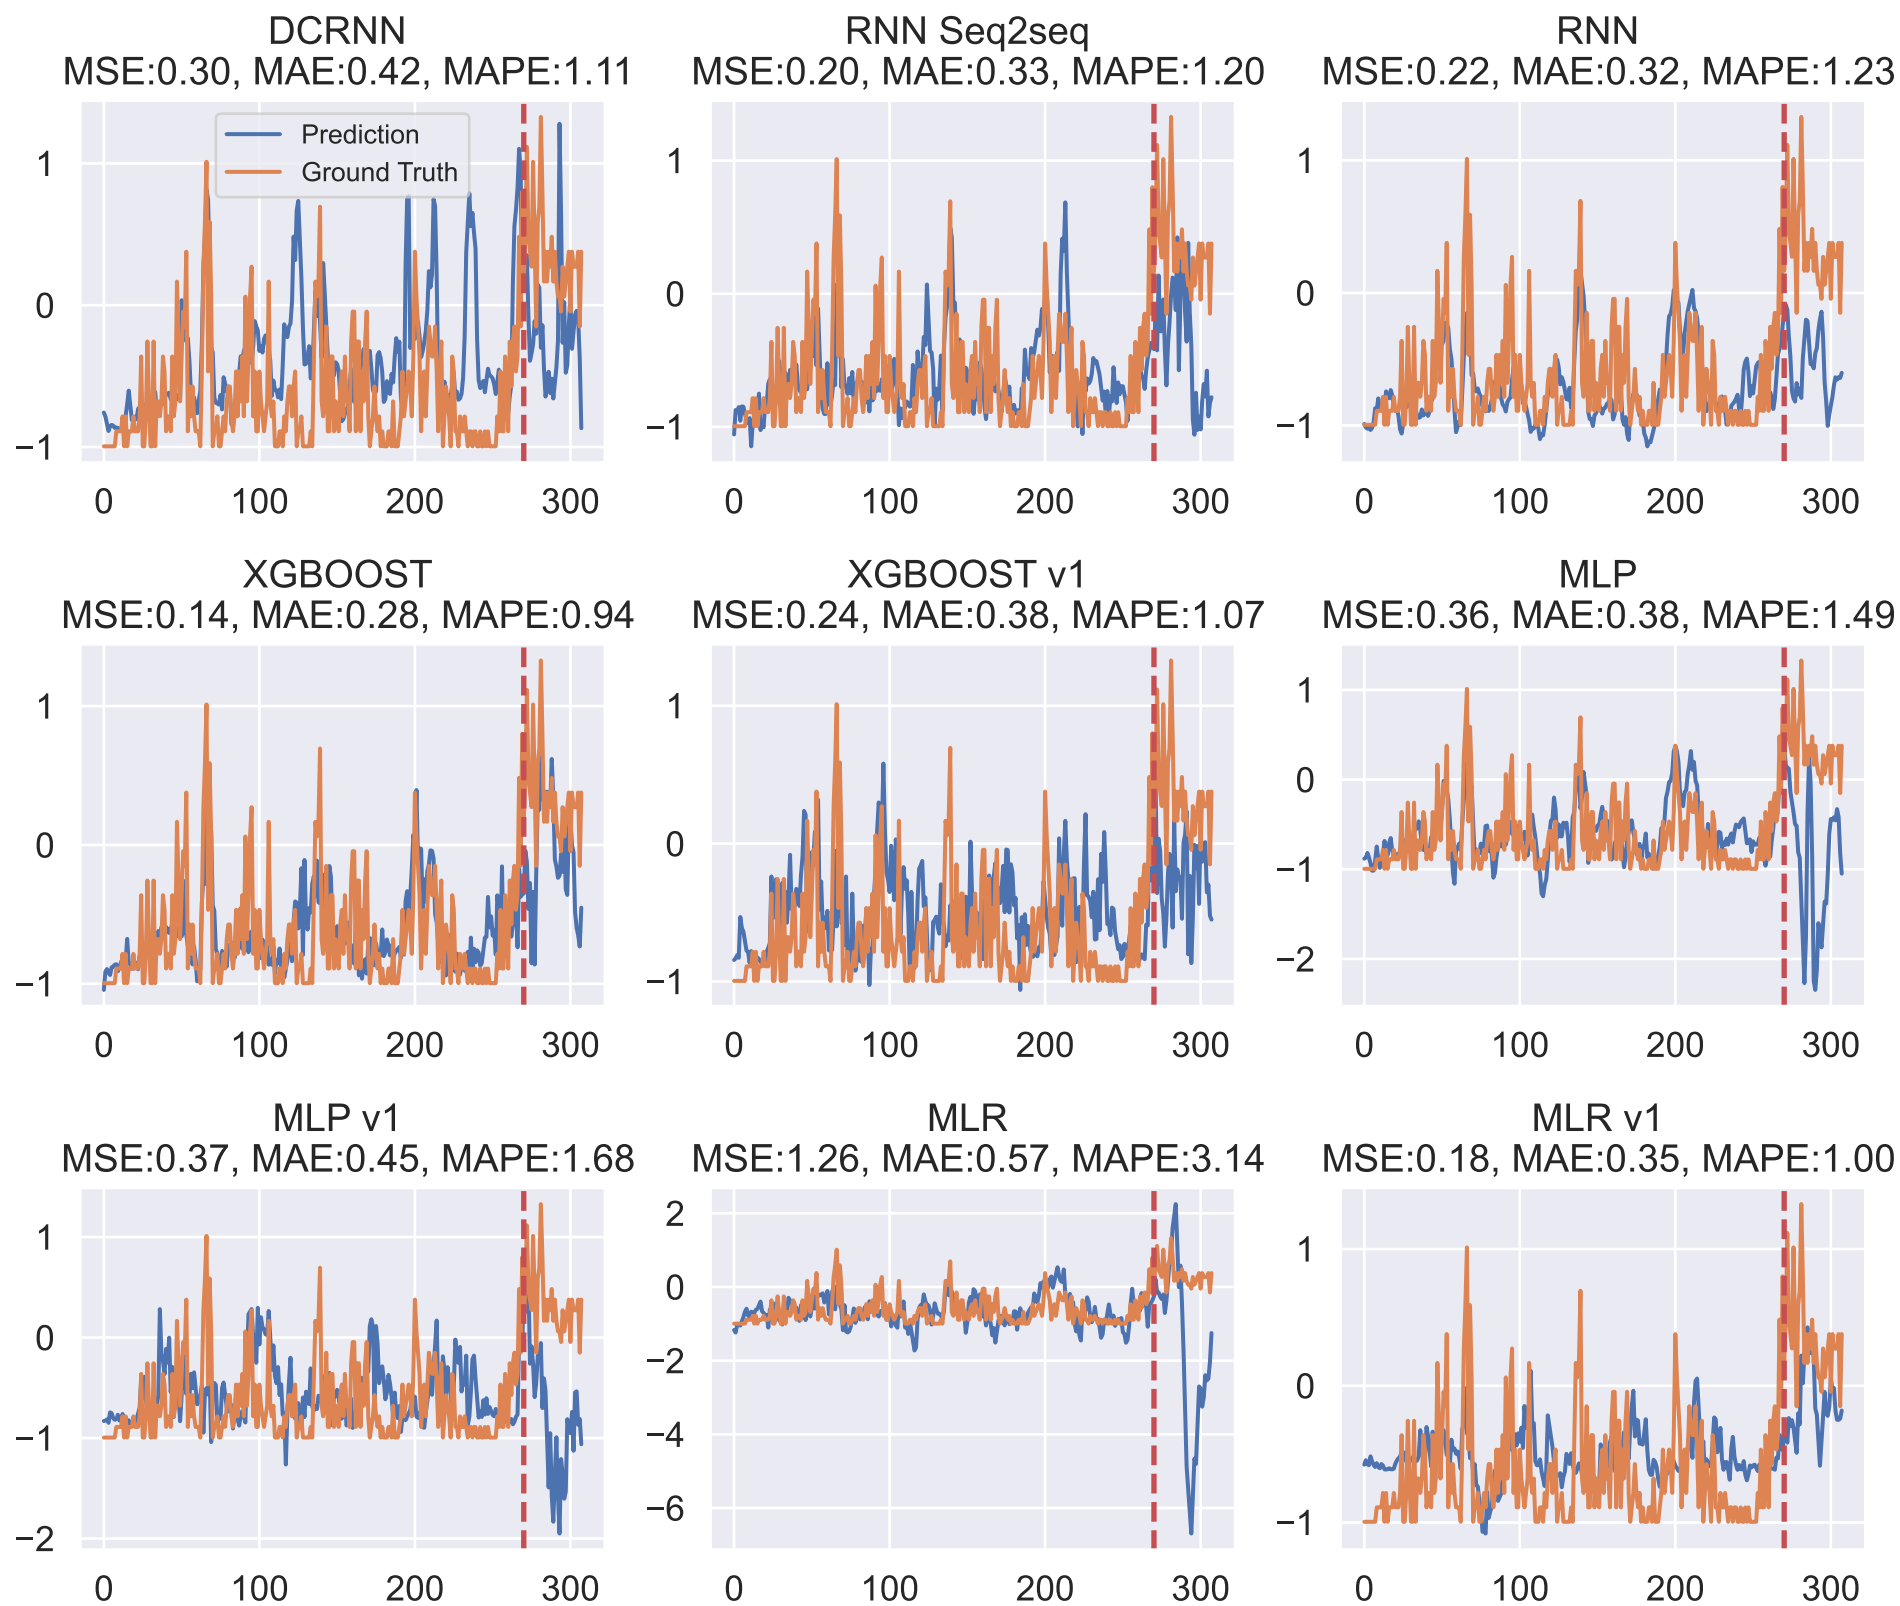 DCRNN
MSE:0.30, MAE:0.42, MAPE:1.11
Prediction
Ground Truth
1
0
−1
0 100 200 300
RNN Seq2seq
MSE:0.20, MAE:0.33, MAPE:1.20
1
0
−1
0 100 200 300
RNN
MSE:0.22, MAE:0.32, MAPE:1.23
1
0
−1
0 100 200 300
XGBOOST
MSE:0.14, MAE:0.28, MAPE:0.94
1
0
−1
0 100 200 300
XGBOOST v1
MSE:0.24, MAE:0.38, MAPE:1.07
1
0
−1
0 100 200 300
MLP
MSE:0.36, MAE:0.38, MAPE:1.49
1
0
−1
−2
0 100 200 300
MLP v1
MSE:0.37, MAE:0.45, MAPE:1.68
1
0
−1
−2
0 100 200 300
MLR
MSE:1.26, MAE:0.57, MAPE:3.14
2
0
−2
−4
−6
0 100 200 300
MLR v1
MSE:0.18, MAE:0.35, MAPE:1.00
1
0
−1
0 100 200 300